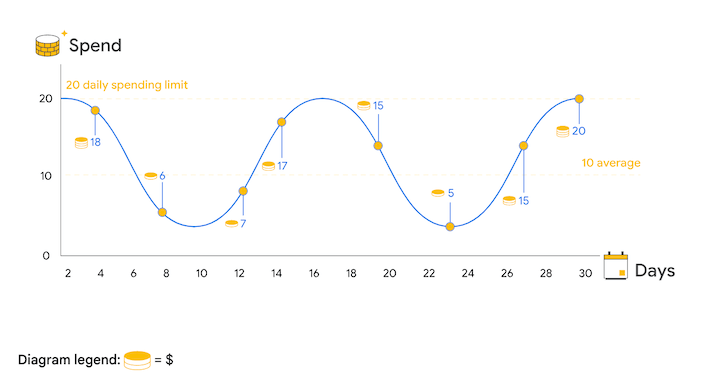 Spend
20 daily spending limit
20
15
18
17
20
10 average
6
10
5
15
7
0
2 4 6 8 10 12 14 16 18 20 22 24 26 28 30
Days
Diagram legend: = $